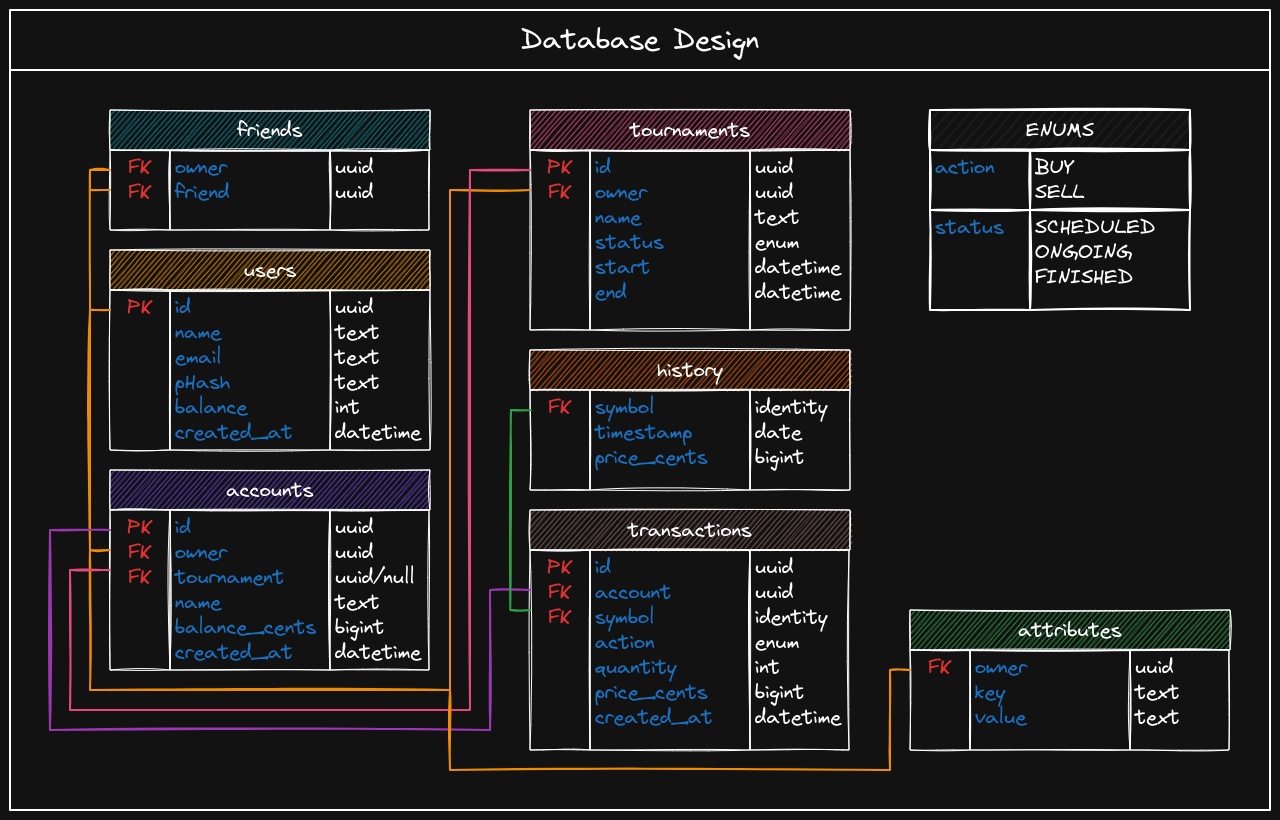 Database Design
friends
FK owner uuid
FK friend uuid
users
PK id uuid
name text
email text
pHash text
balance int
created_at datetime
accounts
PK id uuid
FK owner uuid
FK tournament uuid/null
name text
balance_cents bigint
created_at datetime
tournaments
PK id uuid
FK owner uuid
name text
status enum
start datetime
end datetime
history
FK symbol identity
timestamp date
price_cents bigint
transactions
PK id uuid
FK account uuid
FK symbol identity
action enum
quantity int
price_cents bigint
created_at datetime
ENUMS
action BUY
SELL
status SCHEDULED
ONGOING
FINISHED
attributes
FK owner uuid
key text
value text